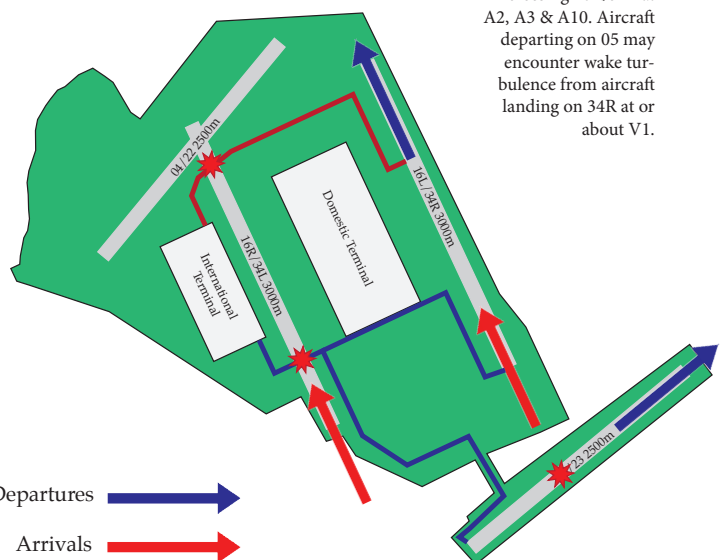 A2, A3 & A10. Aircraft
departing on 05 may
encounter wake tur-
bulence from aircraft
landing on 34R at or
about V1.
04/22 2500m
16L/34R 3000m
Domestic Terminal
16R/34L 3000m
International
Terminal
23 2500m
Departures
Arrivals